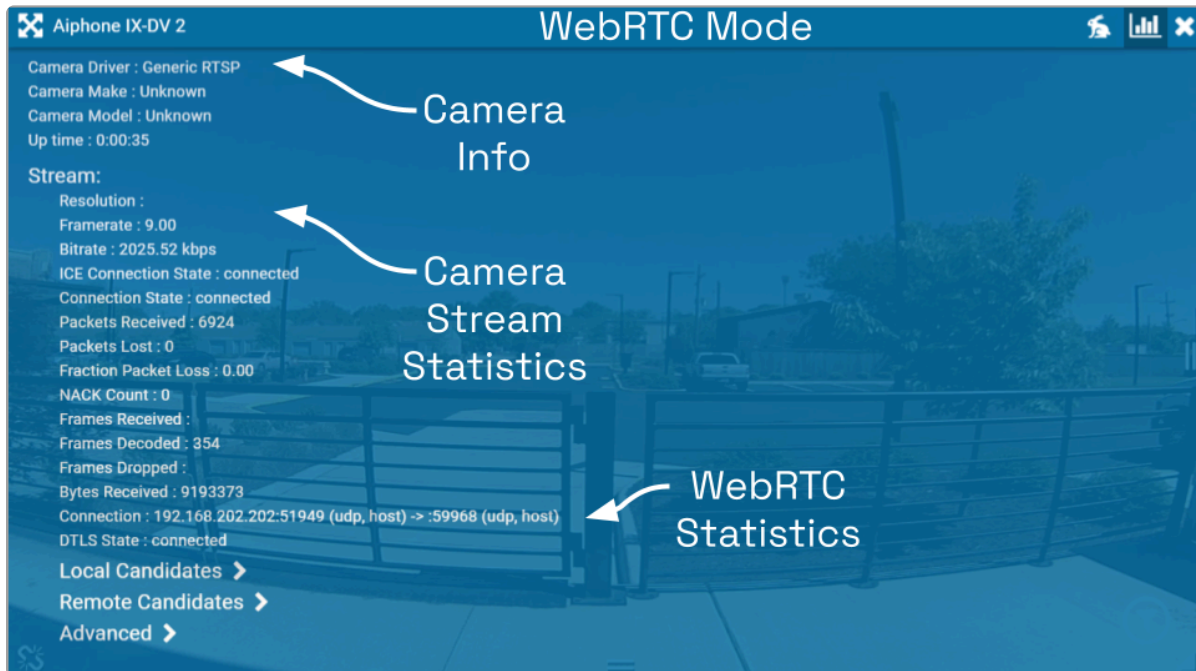 Aiphone IX-DV 2
WebRTC Mode
Camera Driver : Generic RTSP
Camera Make : Unknown
Camera Model : Unknown
Up time : 0:00:35
Camera
Info
Stream:
Resolution :
Framerate : 9.00
Bitrate : 2025.52 kbps
ICE Connection State : connected
Connection State : connected
Packets Received : 6924
Packets Lost : 0
Fraction Packet Loss : 0.00
NACK Count : 0
Frames Received :
Frames Decoded : 354
Frames Dropped :
Bytes Received : 9193373
Connection : 192.168.202.202:51949 (udp, host) -> :59968 (udp, host)
DTLS State : connected
Camera
Stream
Statistics
WebRTC
Statistics
Local Candidates
Remote Candidates
Advanced